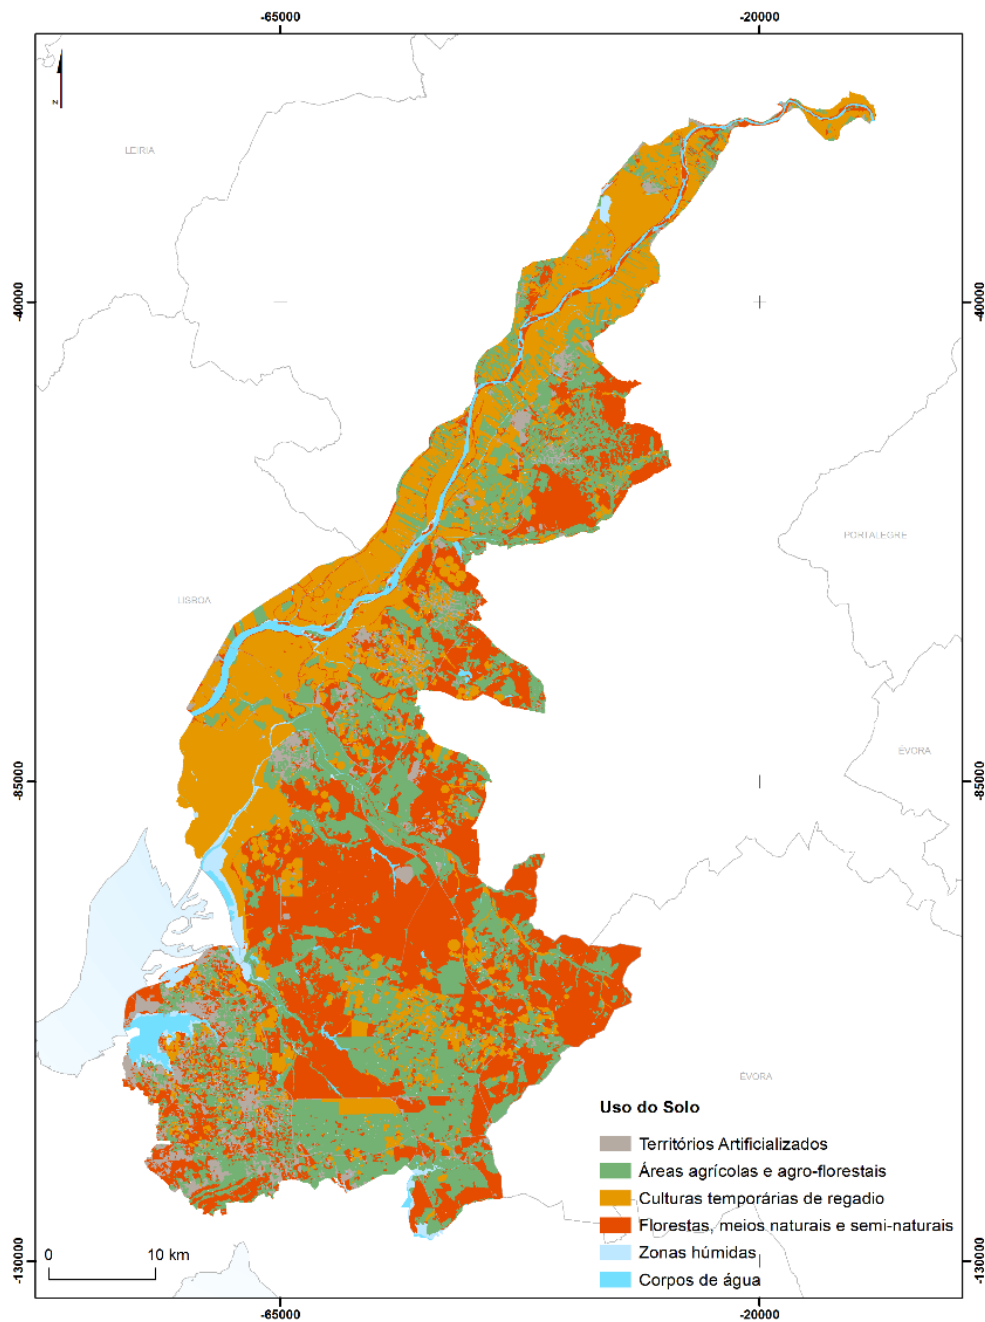 -65000
-20000
N
LEIRIA
-40000
-40000
PORTALEGRE
LISBOA
ÉVORA
-85000
-85000
ÉVORA
Uso do Solo
Territórios Artificializados
Áreas agrícolas e agro-florestais
Culturas temporárias de regadio
Florestas, meios naturais e semi-naturais
Zonas húmidas
Corpos de água
0
10 km
-130000
-130000
-65000
-20000